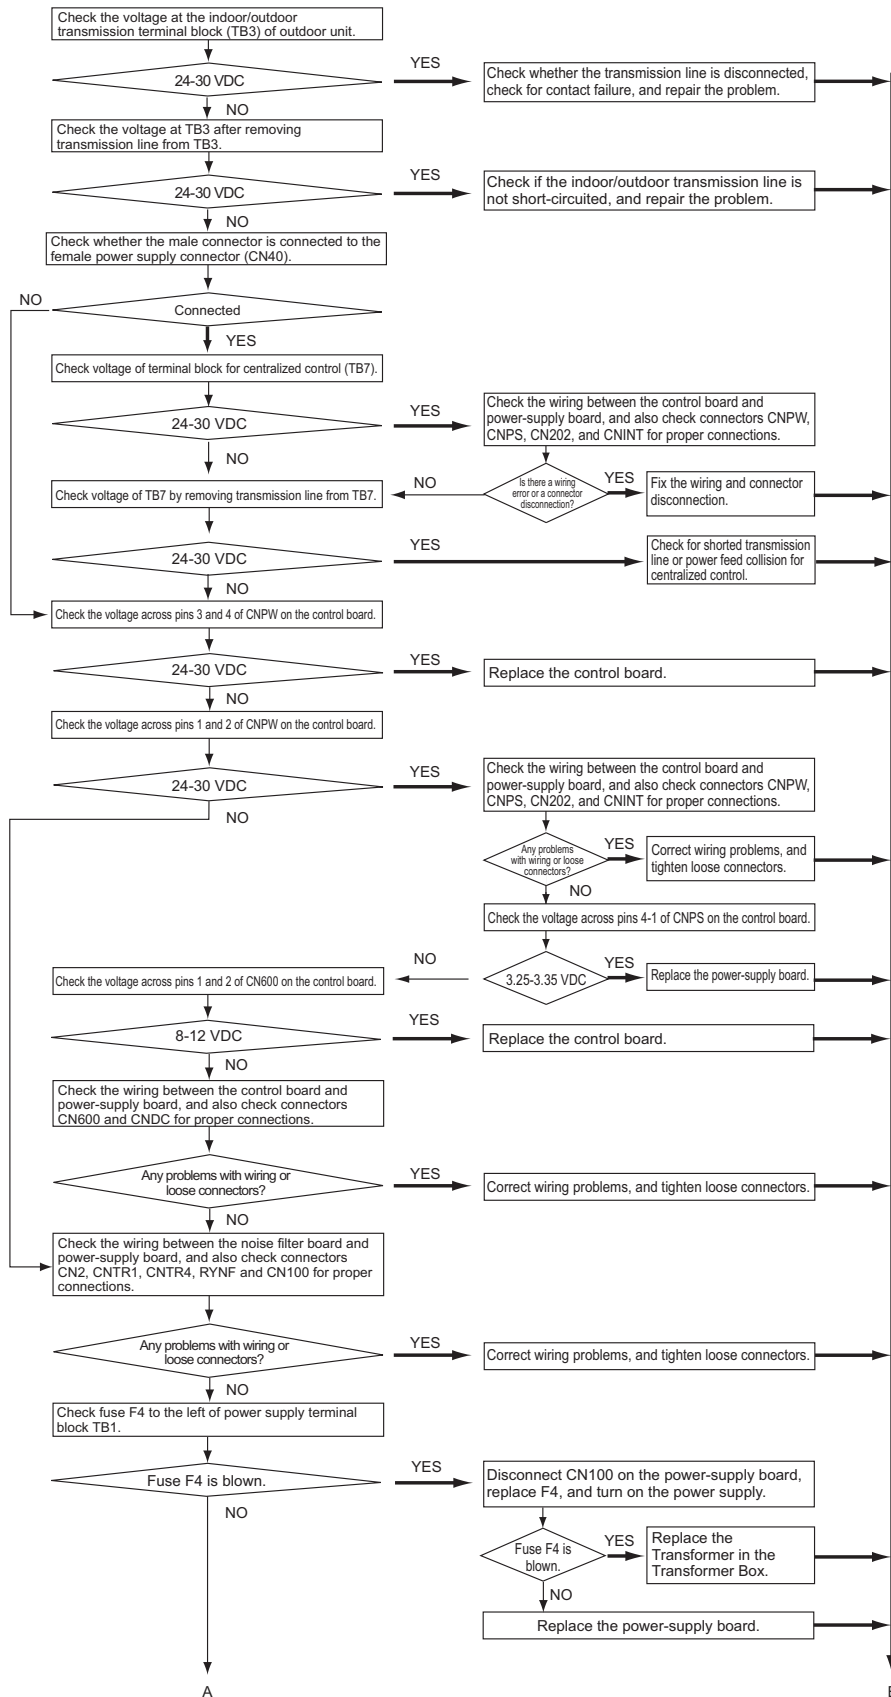 Check the voltage at the indoor/outdoor
transmission terminal block (TB3) of outdoor unit.
24-30 VDC
YES
Check whether the transmission line is disconnected,
check for contact failure, and repair the problem.
NO
Check the voltage at TB3 after removing
transmission line from TB3.
24-30 VDC
YES
Check if the indoor/outdoor transmission line is
not short-circuited, and repair the problem.
NO
Check whether the male connector is connected to the
female power supply connector (CN40).
NO
Connected
YES
Check voltage of terminal block for centralized control (TB7).
24-30 VDC
YES
Check the wiring between the control board and
power-supply board, and also check connectors CNPW,
CNPS, CN202, and CNINT for proper connections.
NO
Is there a wiring
error or a connector
disconnection?
YES
Fix the wiring and connector
disconnection.
NO
Check voltage of TB7 by removing transmission line from TB7.
24-30 VDC
YES
Check for shorted transmission
line or power feed collision for
centralized control.
NO
Check the voltage across pins 3 and 4 of CNPW on the control board.
24-30 VDC
YES
Replace the control board.
NO
Check the voltage across pins 1 and 2 of CNPW on the control board.
24-30 VDC
YES
Check the wiring between the control board and
power-supply board, and also check connectors CNPW,
CNPS, CN202, and CNINT for proper connections.
NO
Any problems
with wiring or loose
connectors?
YES
Correct wiring problems, and
tighten loose connectors.
NO
Check the voltage across pins 4-1 of CNPS on the control board.
3.25-3.35 VDC
YES
Replace the power-supply board.
NO
Check the voltage across pins 1 and 2 of CN600 on the control board.
8-12 VDC
YES
Replace the control board.
NO
Check the wiring between the control board and
power-supply board, and also check connectors
CN600 and CNDC for proper connections.
Any problems with wiring or
loose connectors?
YES
Correct wiring problems, and tighten loose connectors.
NO
Check the wiring between the noise filter board and
power-supply board, and also check connectors
CN2, CNTR1, CNTR4, RYNF and CN100 for proper
connections.
Any problems with wiring or
loose connectors?
YES
Correct wiring problems, and tighten loose connectors.
NO
Check fuse F4 to the left of power supply terminal
block TB1.
Fuse F4 is blown.
YES
Disconnect CN100 on the power-supply board,
replace F4, and turn on the power supply.
NO
Fuse F4 is
blown.
YES
Replace the
Transformer in the
Transformer Box.
NO
Replace the power-supply board.
A